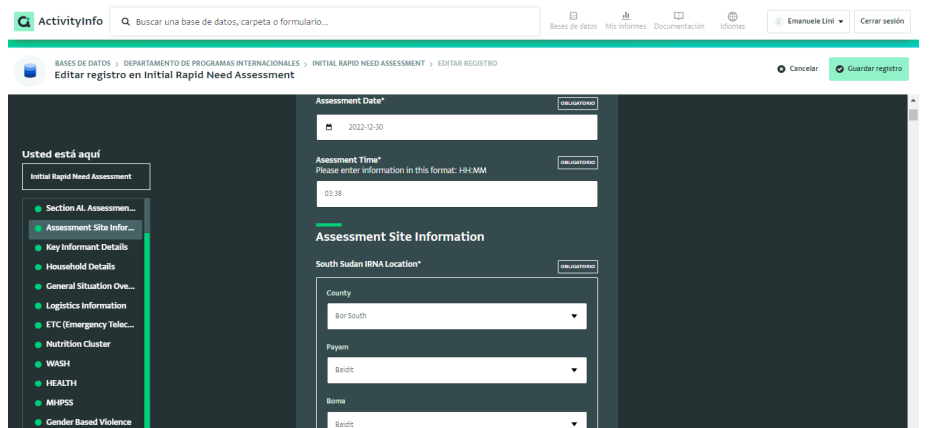 ActivityInfo
Buscar una base de datos, carpeta o formulario...
Bases de datos
Mis informes
Documentación
Idiomas
Emanuele Lini
Cerrar sesión
BASES DE DATOS > DEPARTAMENTO DE PROGRAMAS INTERNACIONALES > INITIAL RAPID NEED ASSESSMENT > EDITAR REGISTRO
Editar registro en Initial Rapid Need Assessment
Cancelar
Guardar registro
Usted está aquí
Initial Rapid Need Assessment
Section AI. Assessmen...
Assessment Site Infor...
Key Informant Details
Household Details
General Situation Ove...
Logistics Information
ETC (Emergency Telec...
Nutrition Cluster
WASH
HEALTH
MHPSS
Gender Based Violence
Assessment Date*
OBLIGATORIO
2022-12-30
Asessment Time*
OBLIGATORIO
Please enter information in this format: HH:MM
03:38
Assessment Site Information
South Sudan IRNA Location*
OBLIGATORIO
County
Bor South
Payam
Baidit
Boma
Baidit